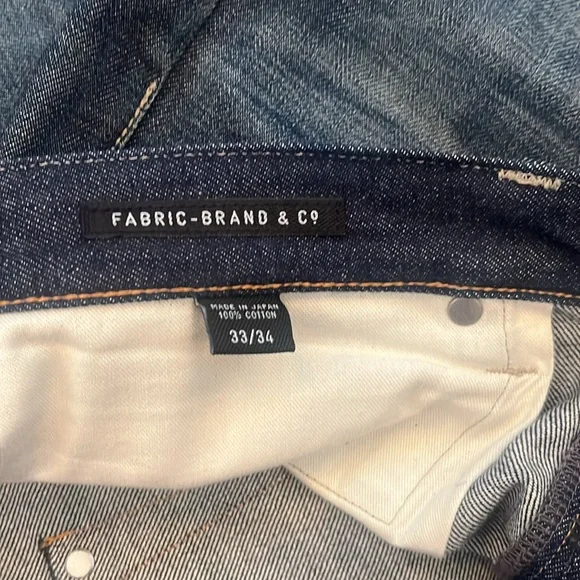 FABRIC-BRAND & Cº
MADE IN JAPAN
100% COTTON
33/34